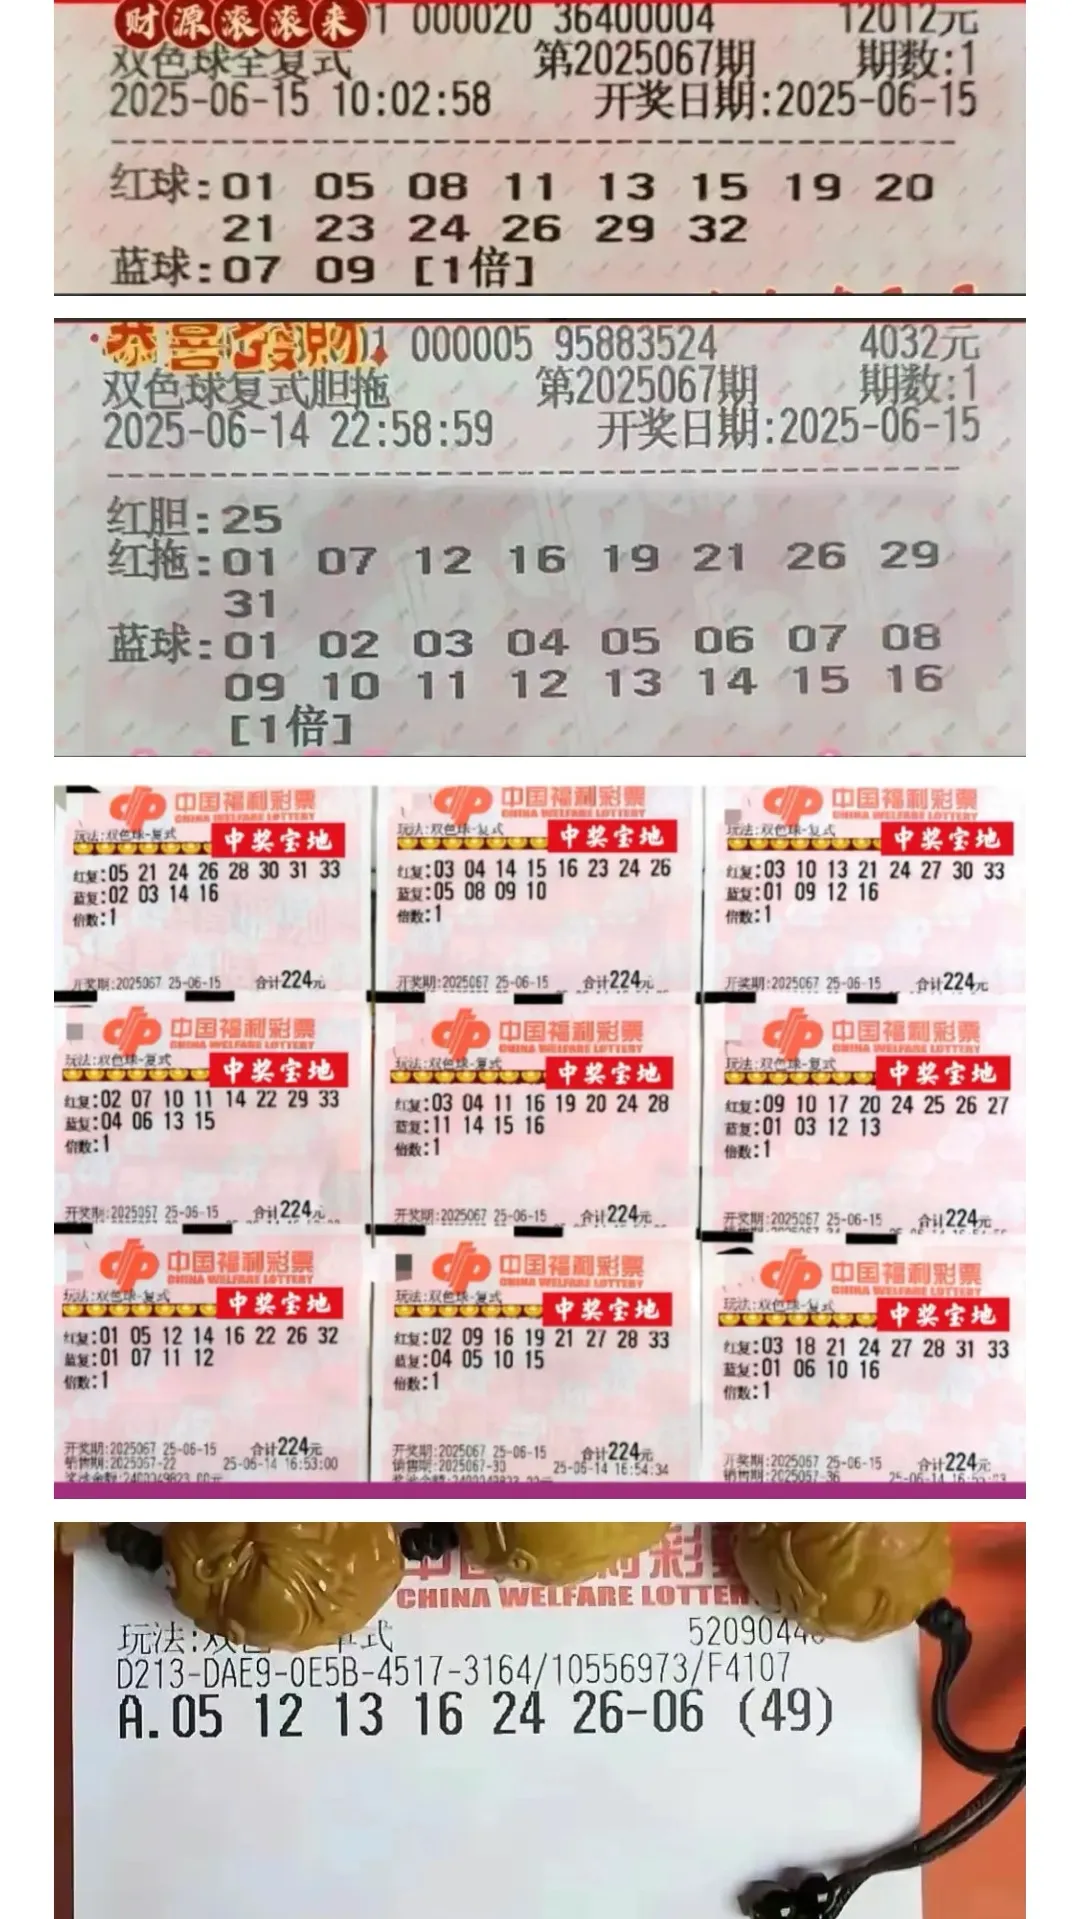 财源滚滚来1 000020 36400004 12012元
双色球全复式 第2025067期 期数:1
2025-06-15 10:02:58 开奖日期:2025-06-15
红球:01 05 08 11 13 15 19 20
21 23 24 26 29 32
蓝球:07 09 [1倍]
恭喜發財01 000005 95883524 4032元
双色球复式胆拖 第2025067期 期数:1
2025-06-14 22:58:59 开奖日期:2025-06-15
红胆:25
红拖:01 07 12 16 19 21 26 29
31
蓝球:01 02 03 04 05 06 07 08
09 10 11 12 13 14 15 16
[1倍]
中国福利彩票
CHINA WELFARE LOTTERY
玩法:双色球-复式
中奖宝地
红复:05 21 24 26 28 30 31 33
蓝复:02 03 14 16
倍数:1
开奖期:2025067 25-06-15 合计224元
中国福利彩票
CHINA WELFARE LOTTERY
玩法:双色球-复式
中奖宝地
红复:03 04 14 15 16 23 24 26
蓝复:05 08 09 10
倍数:1
开奖期:2025067 25-06-15 合计224元
中国福利彩票
CHINA WELFARE LOTTERY
玩法:双色球-复式
中奖宝地
红复:03 10 13 21 24 27 30 33
蓝复:01 09 12 16
倍数:1
开奖期:2025067 25-06-15 合计224元
中国福利彩票
CHINA WELFARE LOTTERY
玩法:双色球-复式
中奖宝地
红复:02 07 10 11 14 22 29 33
蓝复:04 06 13 15
倍数:1
开奖期:2025067 25-06-15 合计224元
中国福利彩票
CHINA WELFARE LOTTERY
玩法:双色球-复式
中奖宝地
红复:03 04 11 16 19 20 24 28
蓝复:11 14 15 16
倍数:1
开奖期:2025067 25-06-15 合计224元
中国福利彩票
CHINA WELFARE LOTTERY
玩法:双色球-复式
中奖宝地
红复:09 10 17 20 24 25 26 27
蓝复:01 03 12 13
倍数:1
开奖期:2025067 25-06-15 合计224元
中国福利彩票
CHINA WELFARE LOTTERY
玩法:双色球-复式
中奖宝地
红复:01 05 12 14 16 22 26 32
蓝复:01 07 11 12
倍数:1
开奖期:2025067 25-06-15 合计224元
销售期:2025067-22 25-06-14 16:53:00
中国福利彩票
CHINA WELFARE LOTTERY
玩法:双色球-复式
中奖宝地
红复:02 09 16 19 21 27 28 33
蓝复:04 05 10 15
倍数:1
开奖期:2025067 25-06-15 合计224元
销售期:2025067-30 25-06-14 16:54:34
中国福利彩票
CHINA WELFARE LOTTERY
玩法:双色球-复式
中奖宝地
红复:03 18 21 24 27 28 31 33
蓝复:01 06 10 16
倍数:1
开奖期:2025067 25-06-15 合计224元
销售期:2025067-36
彩
CHINA WELFARE LOTTER
玩法:双色 单式 5209044
D213-DAE9-0E5B-4517-3164/10556973/F4107
A.05 12 13 16 24 26-06 (49)